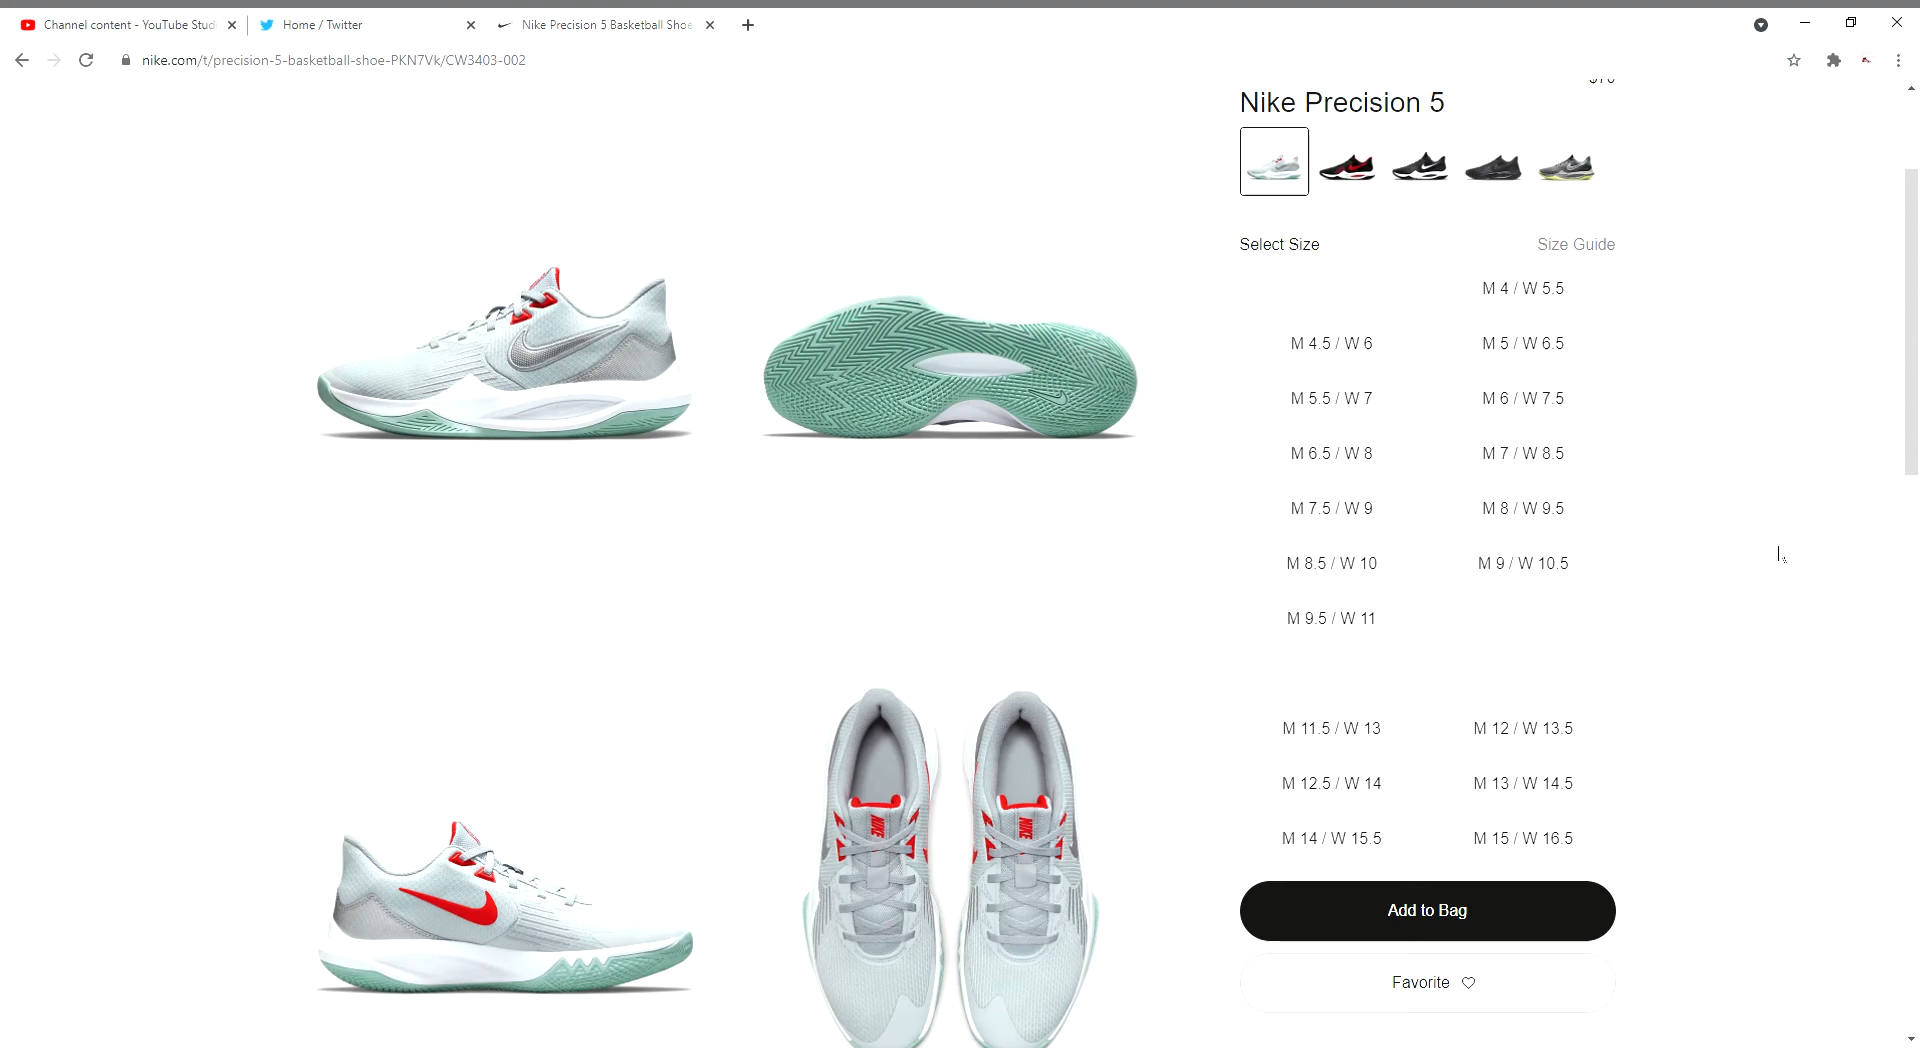 Channel content - YouTube Stud
Home / Twitter
Nike Precision 5 Basketball Shoe
nike.com/t/precision-5-basketball-shoe-PKN7Vk/CW3403-002
Nike Precision 5
Select Size
Size Guide
M 4 / W 5.5
M 4.5 / W 6
M 5 / W 6.5
M 5.5 / W 7
M 6 / W 7.5
M 6.5 / W 8
M 7 / W 8.5
M 7.5 / W 9
M 8 / W 9.5
M 8.5 / W 10
M 9 / W 10.5
M 9.5 / W 11
M 11.5 / W 13
M 12 / W 13.5
M 12.5 / W 14
M 13 / W 14.5
M 14 / W 15.5
M 15 / W 16.5
NIKE
NIKE
Add to Bag
Favorite